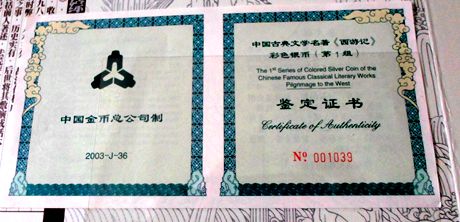 中国金币总公司制
2003-J-36
中国古典文学名著《西游记》
彩色银币（第1组）
The 1st Series of Colored Silver Coin of the
Chinese Famous Classical Literary Works
Pilgrimage to the West
鉴定证书
Certificate of Authenticity
№ 001039